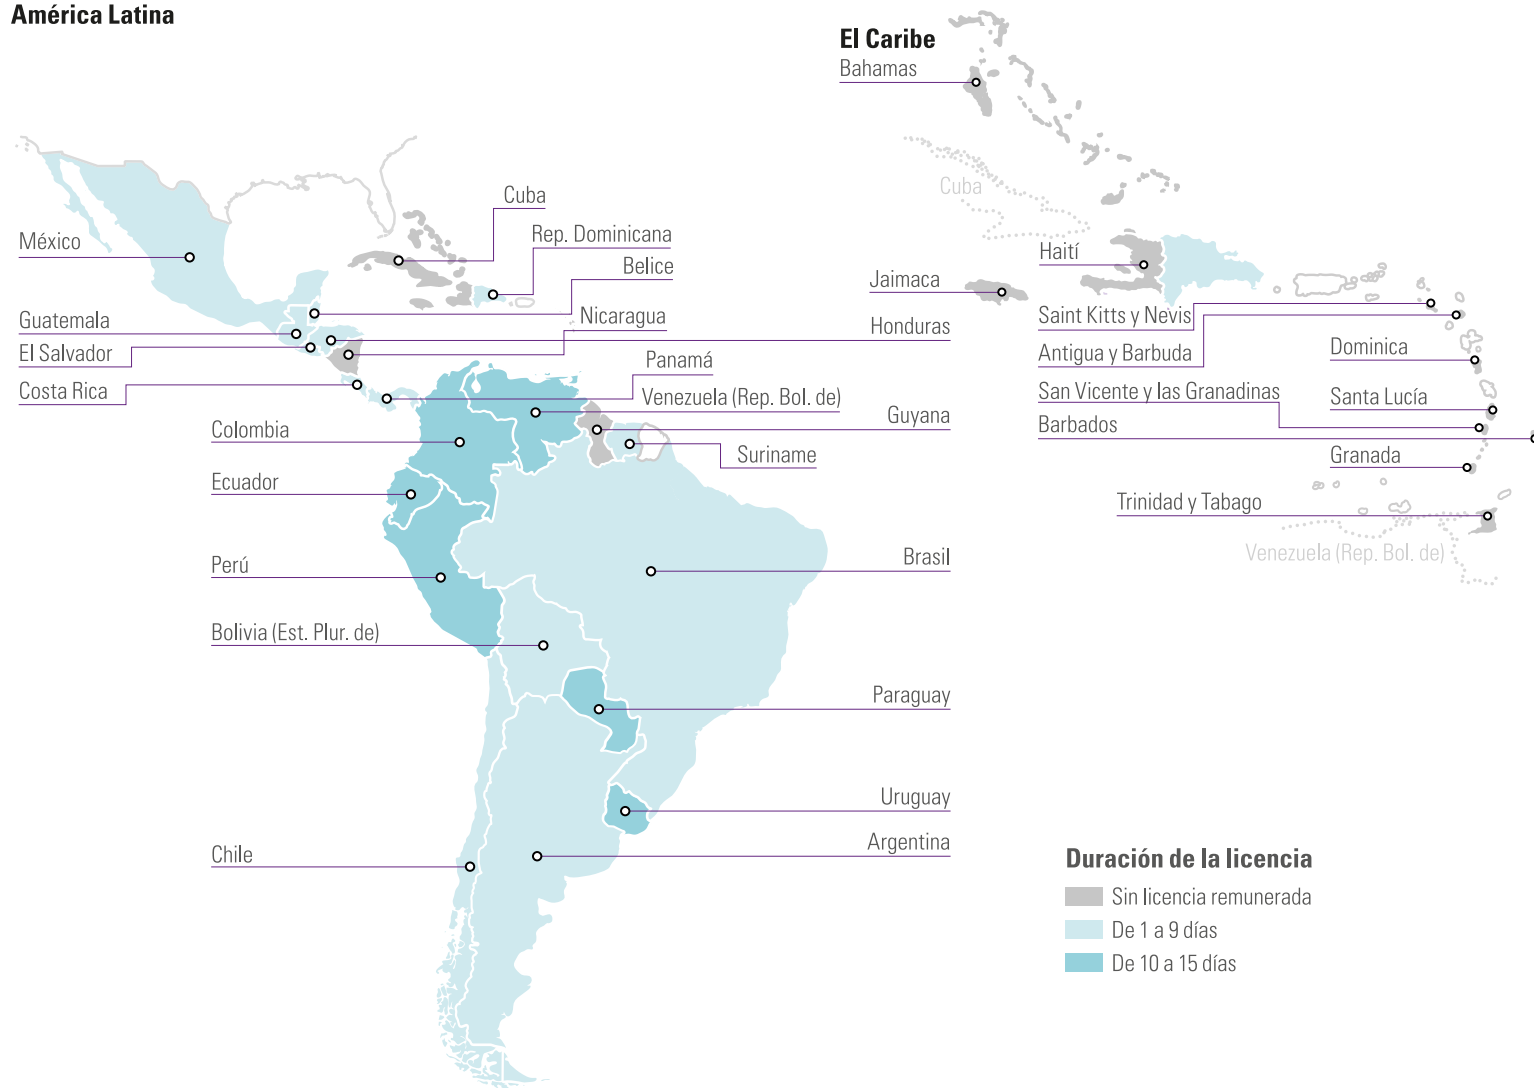 América Latina
El Caribe
Bahamas
Cuba
Cuba
Rep. Dominicana
México
Belice
Haití
Jaimaca
Guatemala
Nicaragua
Honduras
Saint Kitts y Nevis
El Salvador
Antigua y Barbuda
Dominica
Costa Rica
Panamá
Venezuela (Rep. Bol. de)
Guyana
San Vicente y las Granadinas
Santa Lucía
Colombia
Barbados
Suriname
Granada
Ecuador
Trinidad y Tabago
Venezuela (Rep. Bol. de)
Perú
Brasil
Bolivia (Est. Plur. de)
Paraguay
Uruguay
Argentina
Chile
Duración de la licencia
Sin licencia remunerada
De 1 a 9 días
De 10 a 15 días